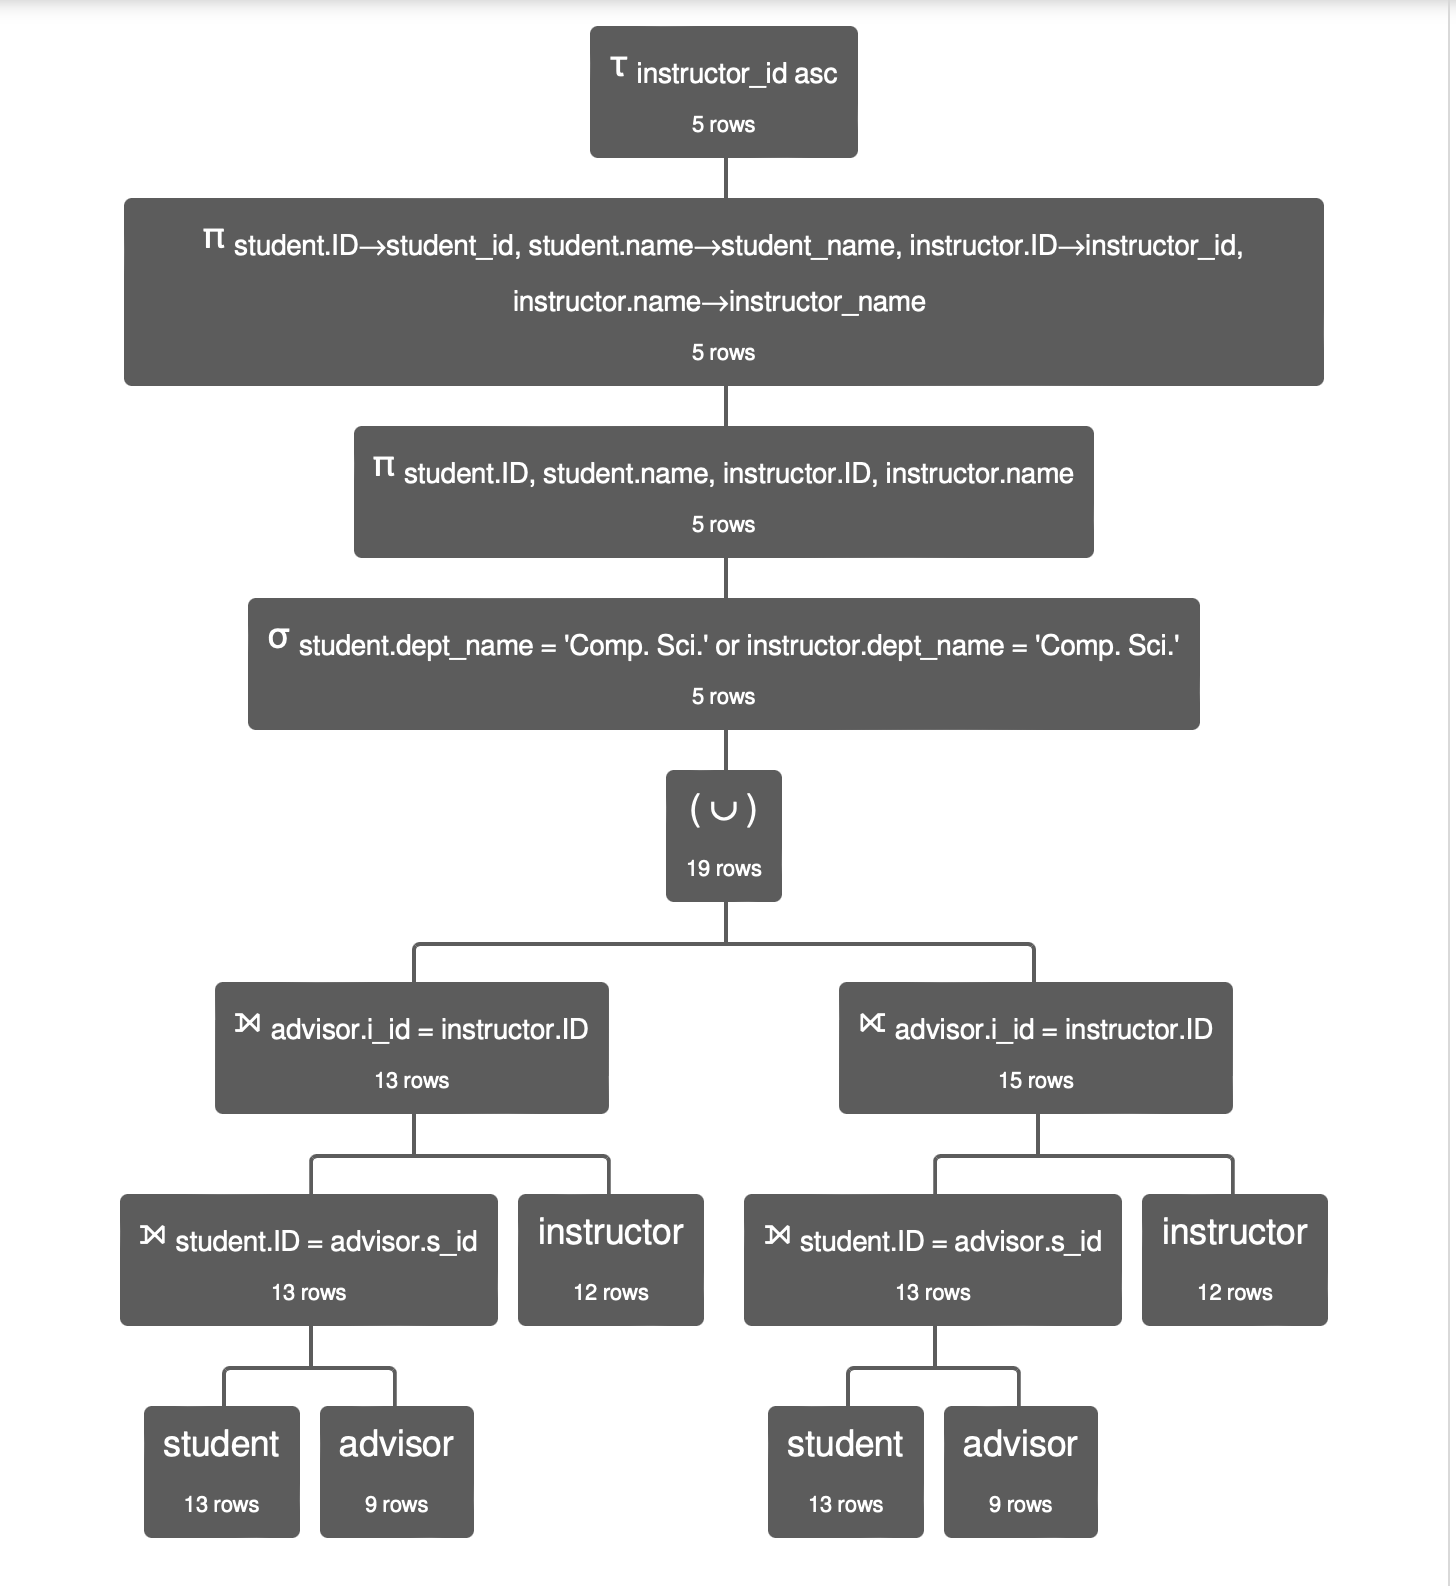 τ instructor_id asc
5 rows
π student.ID→student_id, student.name→student_name, instructor.ID→instructor_id,
instructor.name→instructor_name
5 rows
π student.ID, student.name, instructor.ID, instructor.name
5 rows
σ student.dept_name = 'Comp. Sci.' or instructor.dept_name = 'Comp. Sci.'
5 rows
( ∪ )
19 rows
⟕ advisor.i_id = instructor.ID
13 rows
⟖ advisor.i_id = instructor.ID
15 rows
⟕ student.ID = advisor.s_id
13 rows
instructor
12 rows
⟕ student.ID = advisor.s_id
13 rows
instructor
12 rows
student
13 rows
advisor
9 rows
student
13 rows
advisor
9 rows